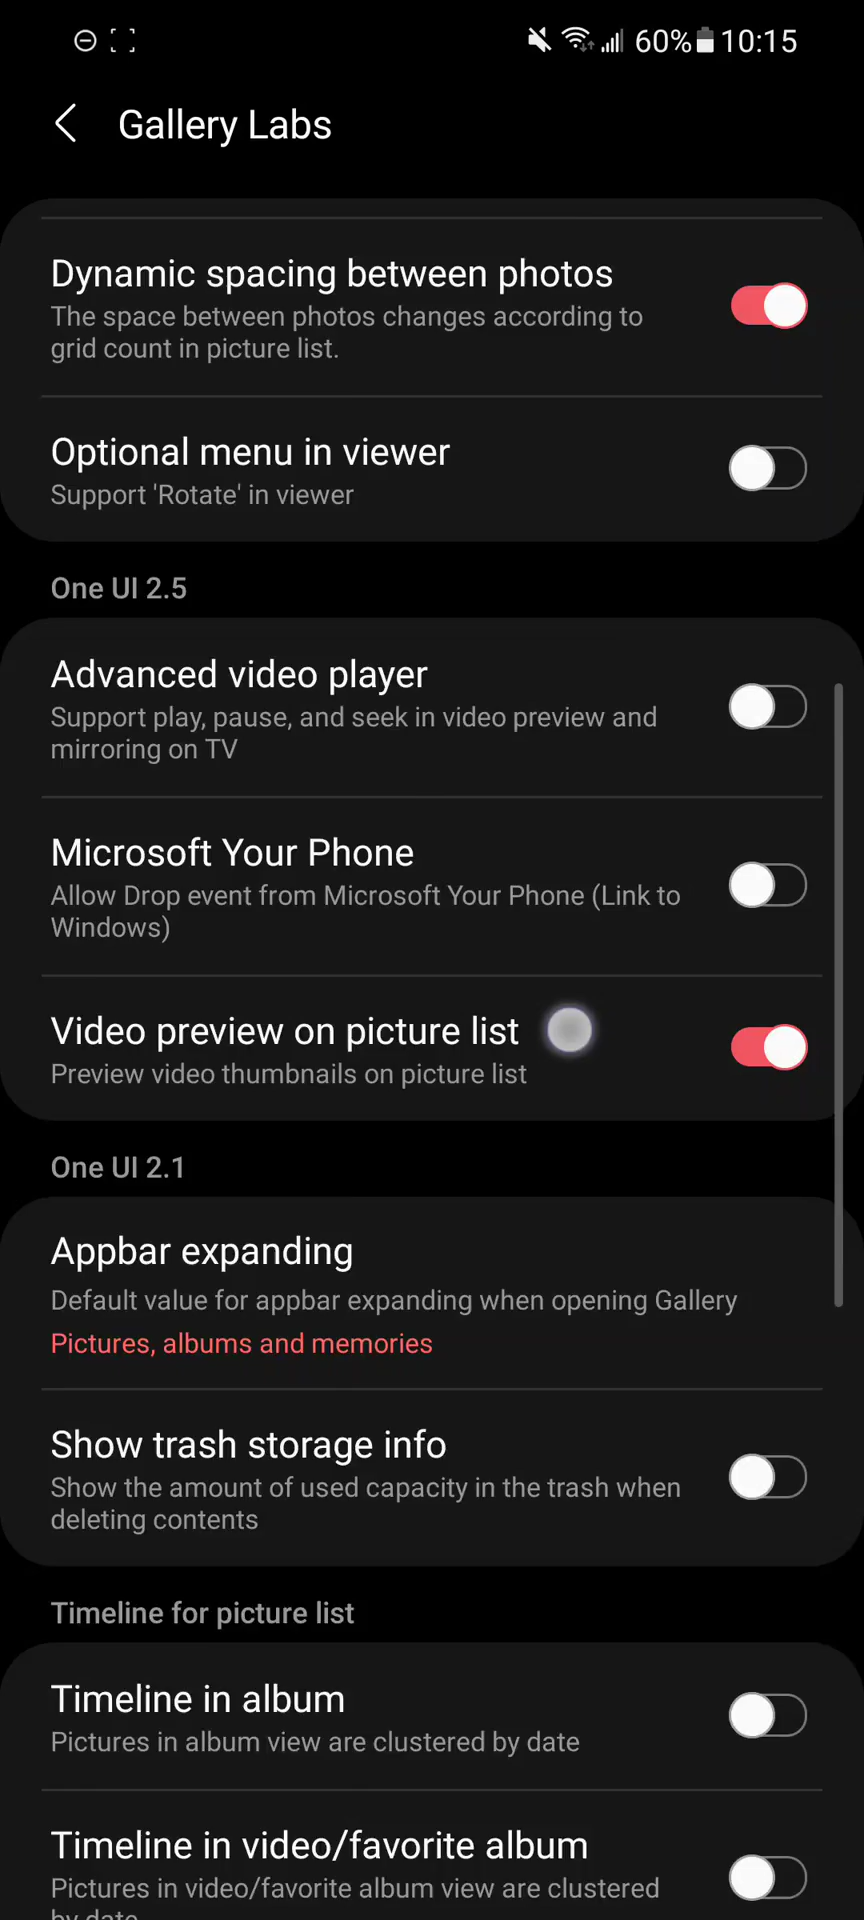 60% 10:15
Gallery Labs
Dynamic spacing between photos
The space between photos changes according to
grid count in picture list.
Optional menu in viewer
Support 'Rotate' in viewer
One UI 2.5
Advanced video player
Support play, pause, and seek in video preview and
mirroring on TV
Microsoft Your Phone
Allow Drop event from Microsoft Your Phone (Link to
Windows)
Video preview on picture list
Preview video thumbnails on picture list
One UI 2.1
Appbar expanding
Default value for appbar expanding when opening Gallery
Pictures, albums and memories
Show trash storage info
Show the amount of used capacity in the trash when
deleting contents
Timeline for picture list
Timeline in album
Pictures in album view are clustered by date
Timeline in video/favorite album
Pictures in video/favorite album view are clustered
by date